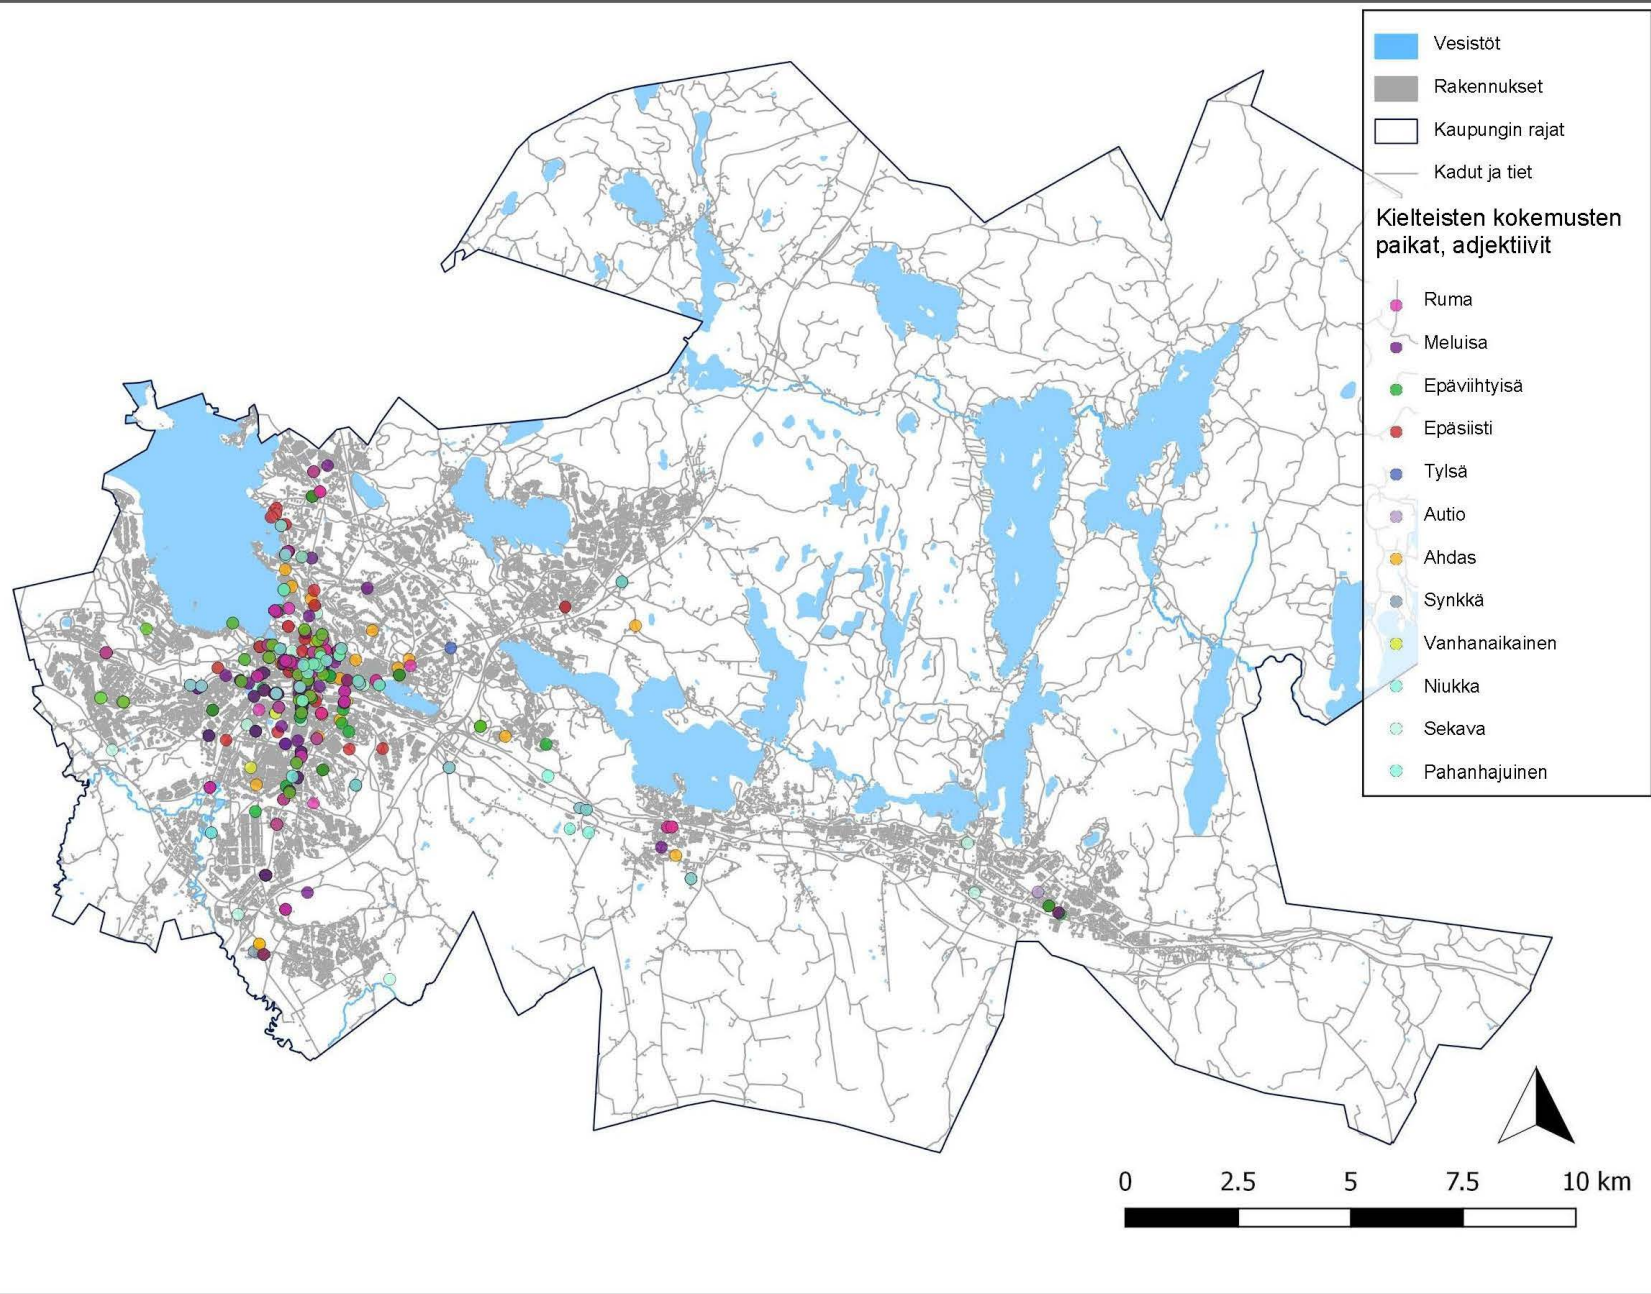 Vesistöt
Rakennukset
Kaupungin rajat
Kadut ja tiet
Kielteisten kokemusten
paikat, adjektiivit
Ruma
Meluisa
Epäviihtyisä
Epäsiisti
Tylsä
Autio
Ahdas
Synkkä
Vanhanaikainen
Niukka
Sekava
Pahanhajuinen
0 2.5 5 7.5 10 km